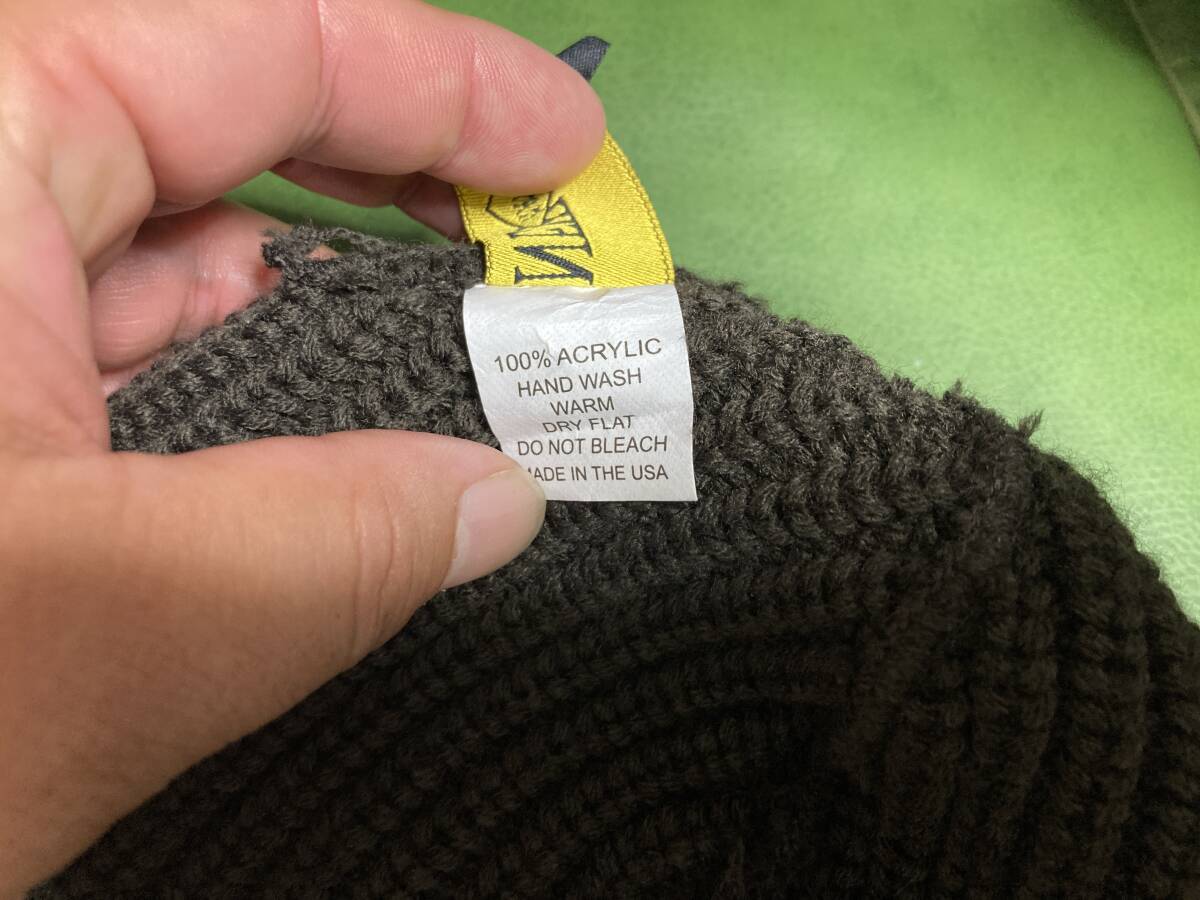 100% ACRYLIC
HAND WASH
WARM
DRY FLAT
DO NOT BLEACH
MADE IN THE USA